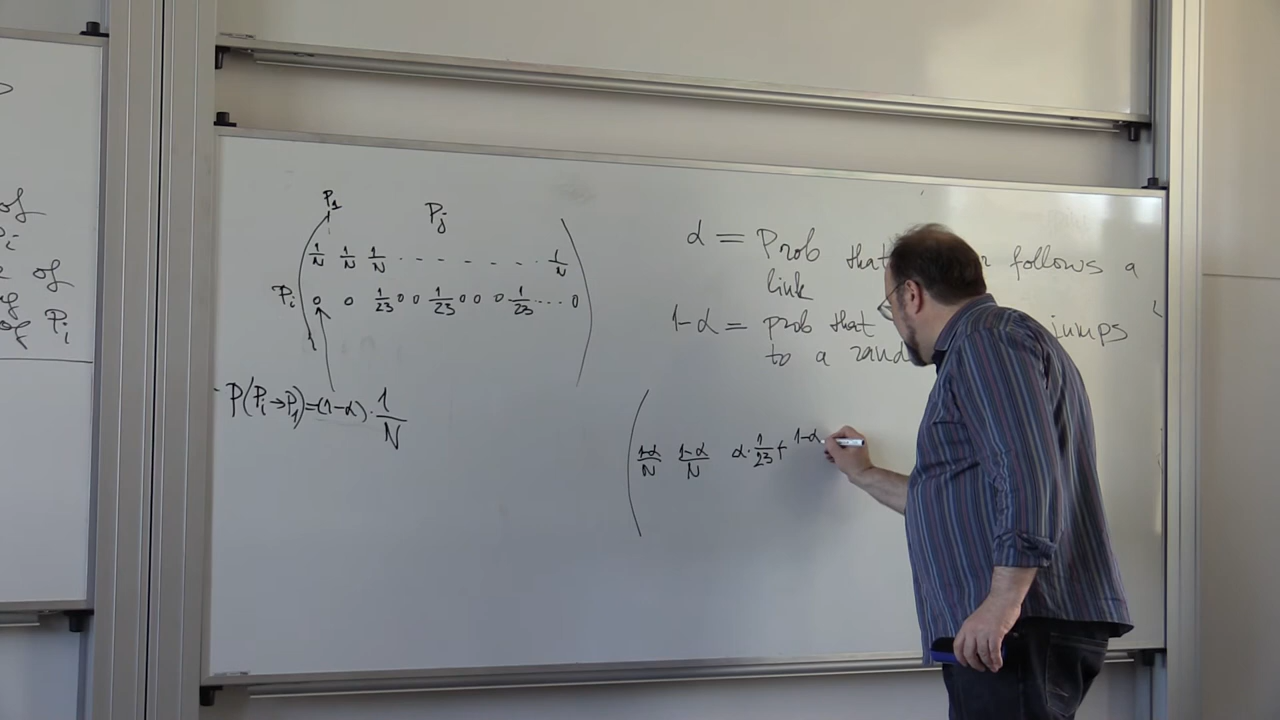 of
Pi
e of
g
of Pi
P1
Pj
1/N 1/N 1/N . - - - - - . - 1/N
Pi 0 0 1/23 0 0 1/23 0 0 0 1/23 .... 0
P(Pi→P1)=(1-α)·1/N
α = Prob that follows a
link
1-α = prob that jumps
to a
1-α/N 1-α/N α·1/23+ 1-α